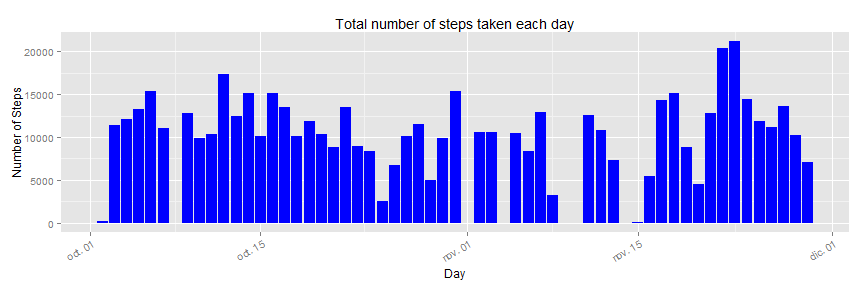 Total number of steps taken each day
20000
15000
10000
5000
0
Number of Steps
oct. 01
oct. 15
nov. 01
nov. 15
dic. 01
Day